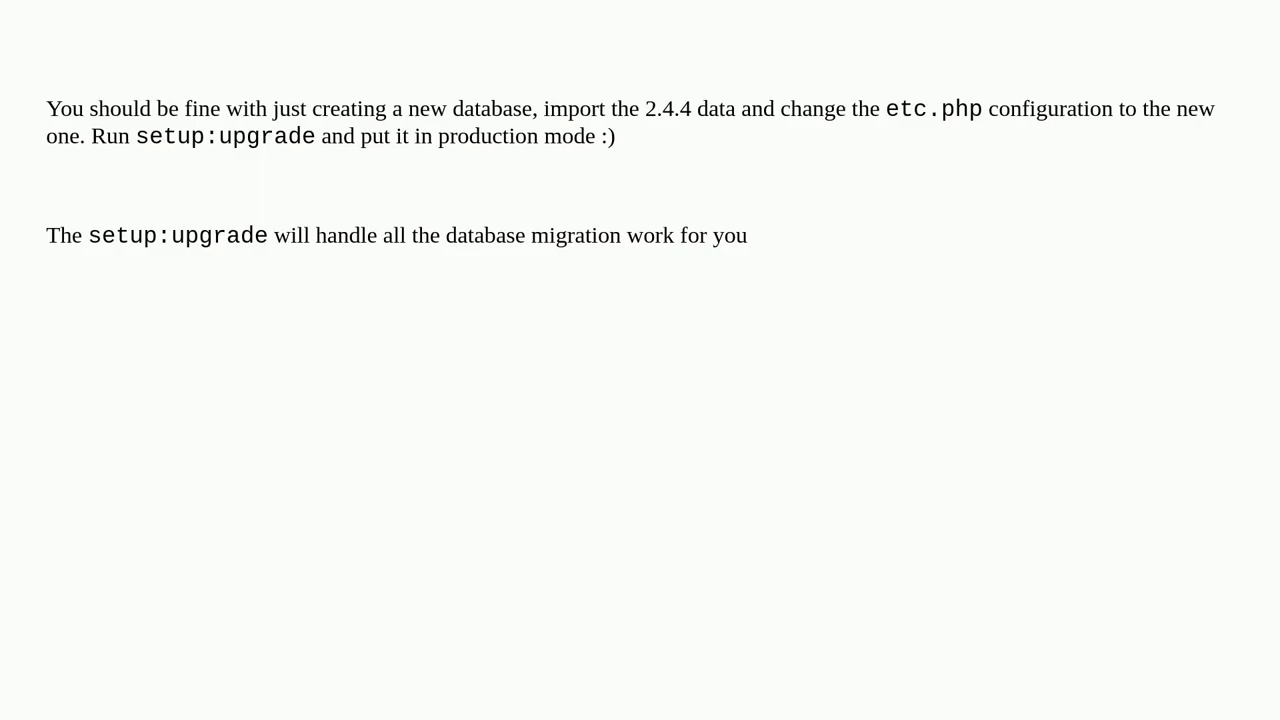 You should be fine with just creating a new database, import the 2.4.4 data and change the etc.php configuration to the new
one. Run setup:upgrade and put it in production mode :)
The setup:upgrade will handle all the database migration work for you